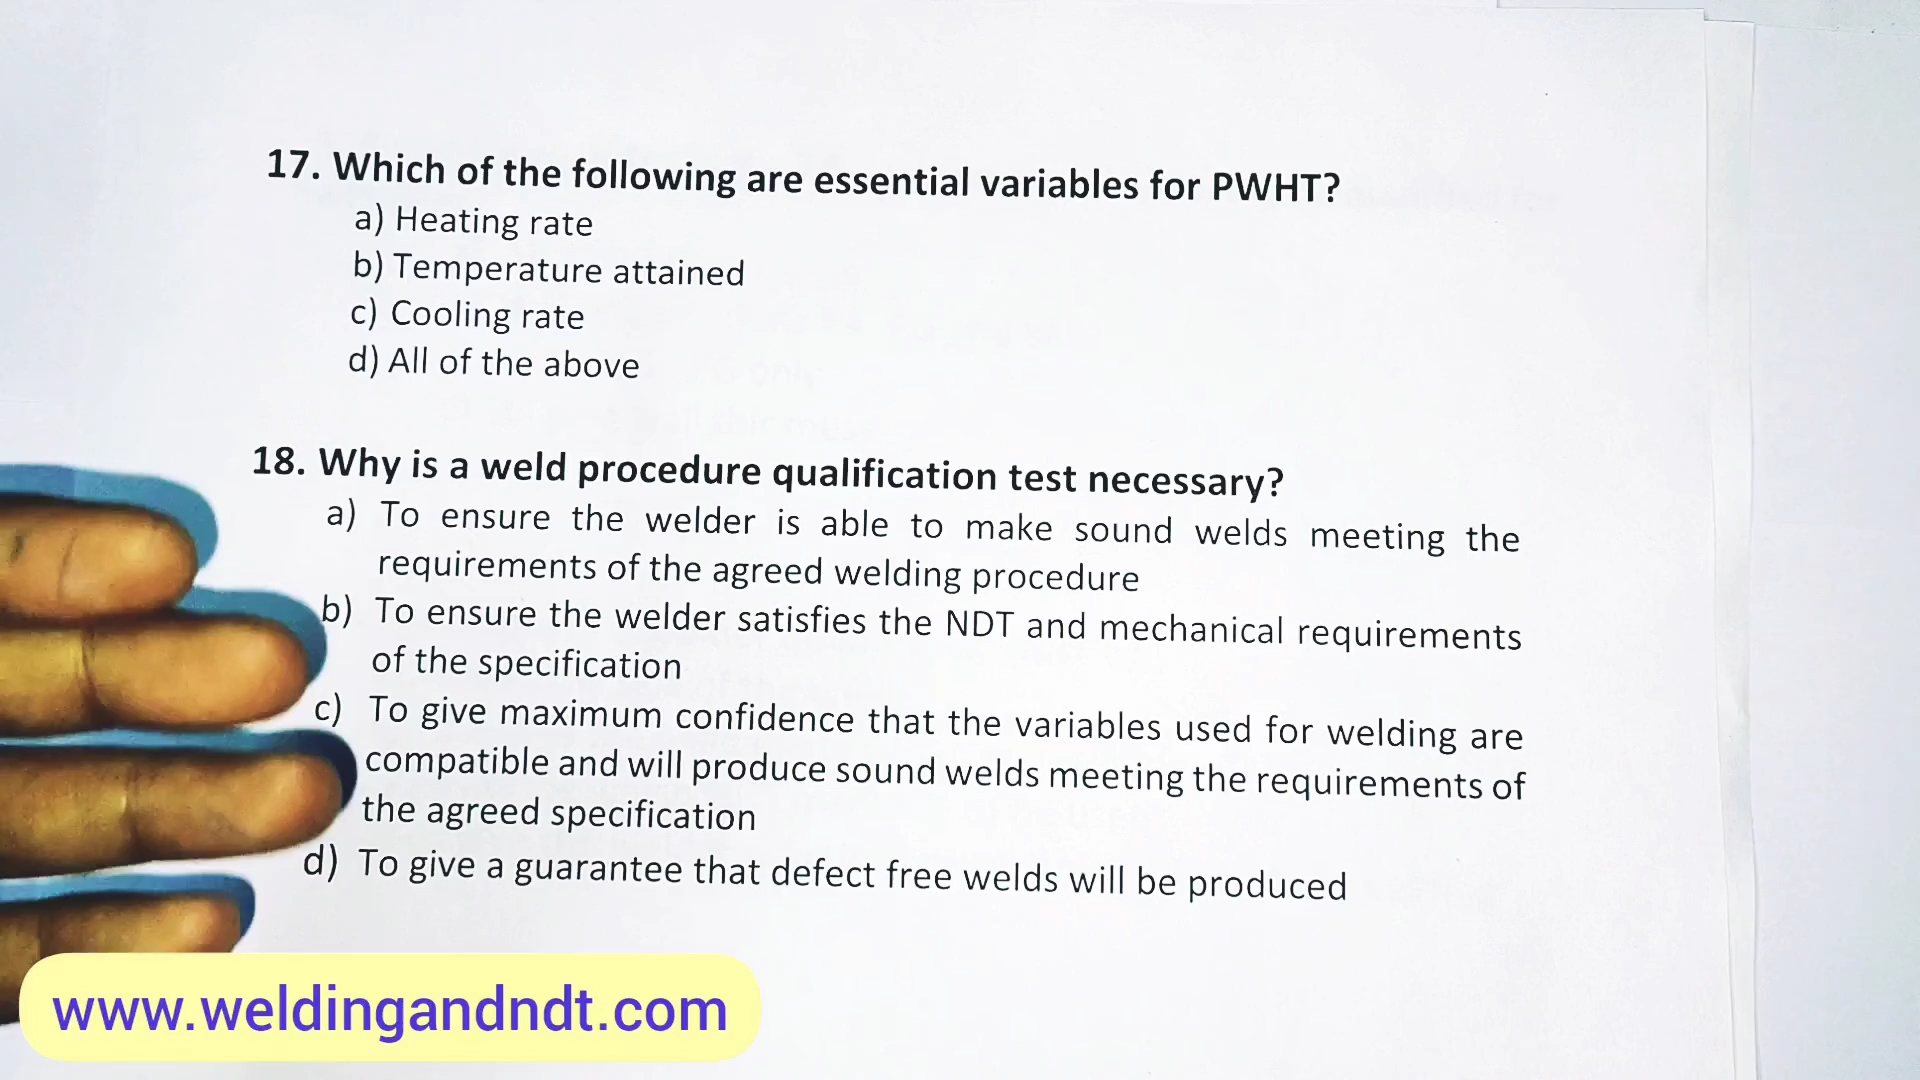 17. Which of the following are essential variables for PWHT?
a) Heating rate
b) Temperature attained
c) Cooling rate
d) All of the above
18. Why is a weld procedure qualification test necessary?
a) To ensure the welder is able to make sound welds meeting the
requirements of the agreed welding procedure
b) To ensure the welder satisfies the NDT and mechanical requirements
of the specification
c) To give maximum confidence that the variables used for welding are
compatible and will produce sound welds meeting the requirements of
the agreed specification
d) To give a guarantee that defect free welds will be produced
www.weldingandndt.com